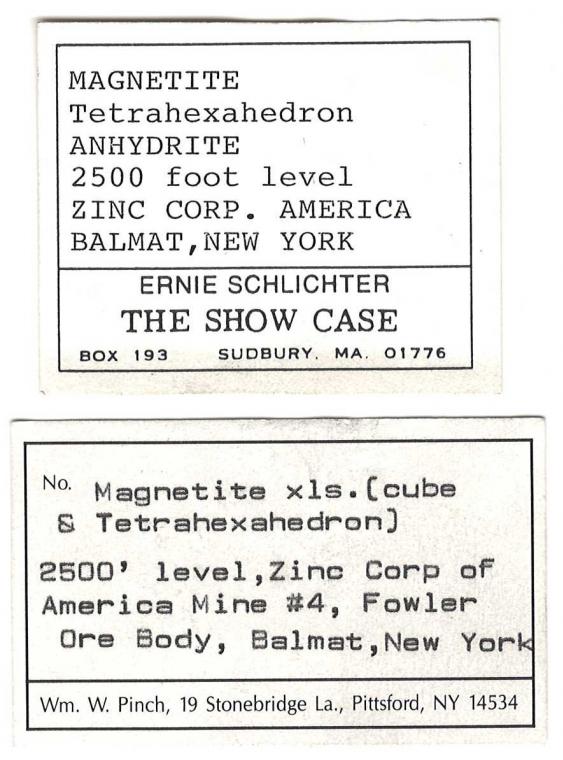 MAGNETITE
Tetrahexahedron
ANHYDRITE
2500 foot level
ZINC CORP. AMERICA
BALMAT,NEW YORK
ERNIE SCHLICHTER
THE SHOW CASE
BOX 193 SUDBURY. MA. 01776
No. Magnetite xls.(cube
& Tetrahexahedron)
2500' level,Zinc Corp of
America Mine #4, Fowler
Ore Body, Balmat,New York
Wm. W. Pinch, 19 Stonebridge La., Pittsford, NY 14534